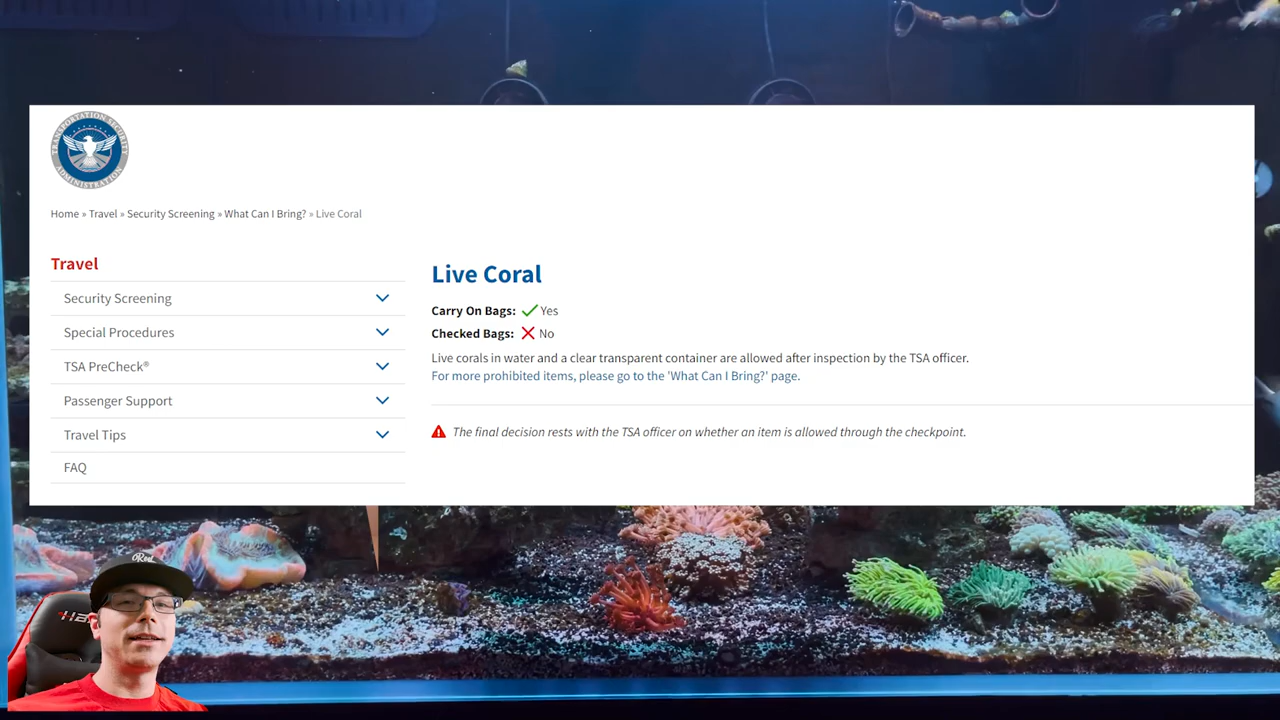 TRANSPORTATION SECURITY ADMINISTRATION
Home » Travel » Security Screening » What Can I Bring? » Live Coral
Travel
Security Screening
Special Procedures
TSA PreCheck®
Passenger Support
Travel Tips
FAQ
Live Coral
Carry On Bags: Yes
Checked Bags: No
Live corals in water and a clear transparent container are allowed after inspection by the TSA officer.
For more prohibited items, please go to the 'What Can I Bring?' page.
The final decision rests with the TSA officer on whether an item is allowed through the checkpoint.